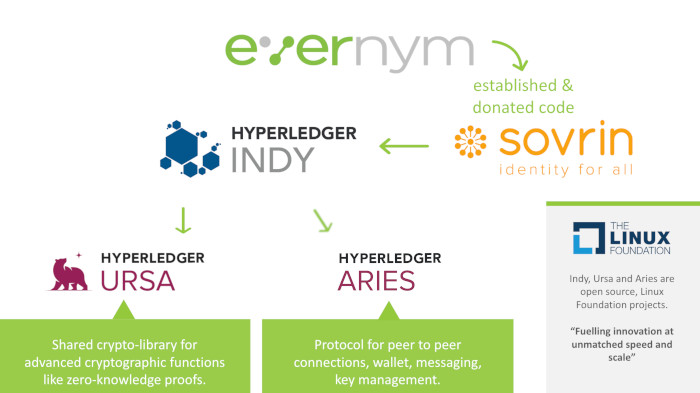 evernym
established &
donated code
HYPERLEDGER
INDY
sovrin
identity for all
THE
LINUX
FOUNDATION
Indy, Ursa and Aries are
open source, Linux
Foundation projects.
“Fuelling innovation at
unmatched speed and
scale”
HYPERLEDGER
URSA
HYPERLEDGER
ARIES
Shared crypto-library for
advanced cryptographic functions
like zero-knowledge proofs.
Protocol for peer to peer
connections, wallet, messaging,
key management.